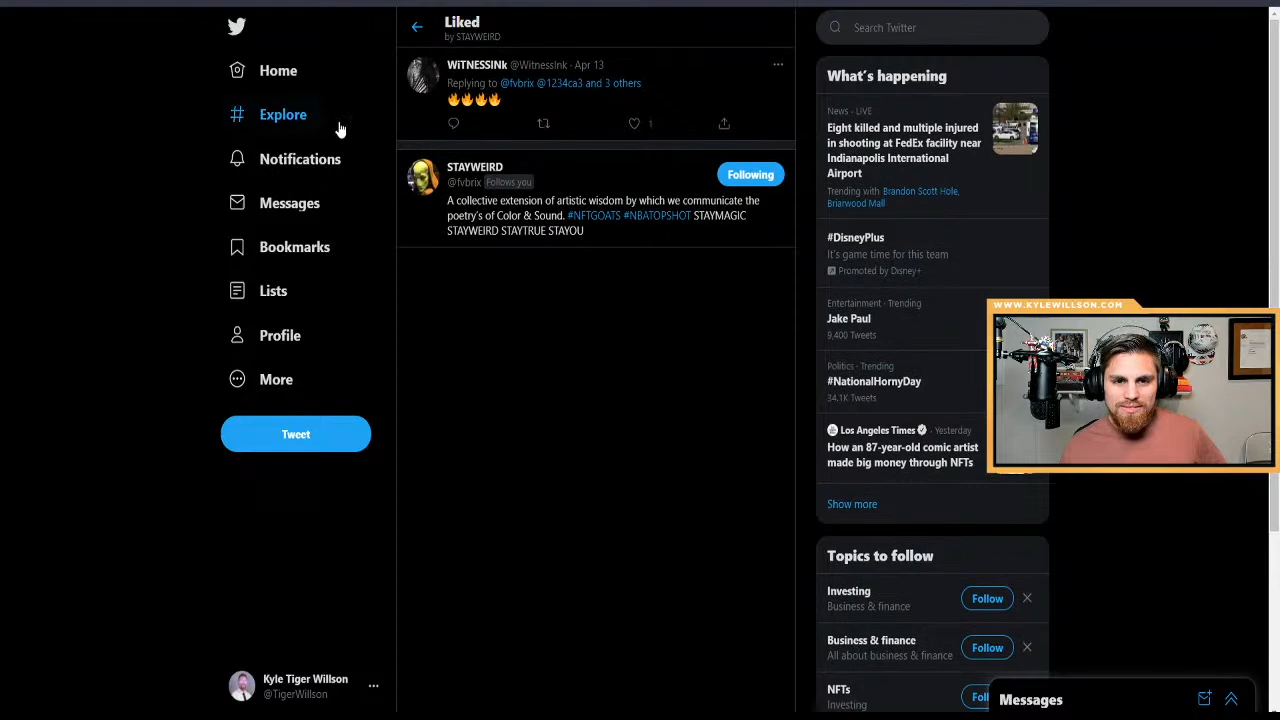 Home
Explore
Notifications
Messages
Bookmarks
Lists
Profile
More
Tweet
Kyle Tiger Willson
@TigerWillson
Liked
by STAYWEIRD
WiTNESSINk @WitnessInk · Apr 13
Replying to @fvbrix @1234ca3 and 3 others
🔥🔥🔥🔥
1
STAYWEIRD
@fvbrix Follows you
Following
A collective extension of artistic wisdom by which we communicate the
poetry's of Color & Sound. #NFTGOATS #NBATOPSHOT STAYMAGIC
STAYWEIRD STAYTRUE STAYOU
Search Twitter
What's happening
News · LIVE
Eight killed and multiple injured
in shooting at FedEx facility near
Indianapolis International
Airport
Trending with Brandon Scott Hole,
Briarwood Mall
#DisneyPlus
It's game time for this team
Promoted by Disney+
Entertainment · Trending
Jake Paul
9,400 Tweets
Politics · Trending
#NationalHornyDay
34.1K Tweets
Los Angeles Times · Yesterday
How an 87-year-old comic artist
made big money through NFTs
Show more
WWW.KYLEWILLSON.COM
Topics to follow
Investing
Business & finance
Follow
Business & finance
All about business & finance
Follow
NFTs
Investing
Messages